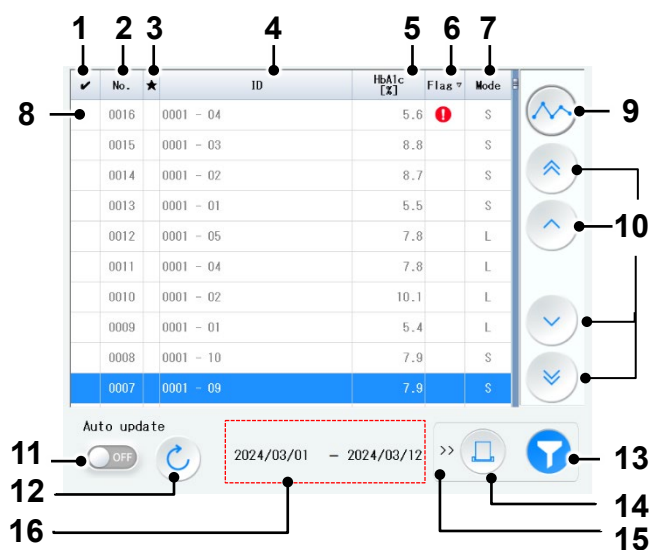 1 2 3 4 5 6 7
✔ No. ★ ID HbA1c [%] Flag ▿ Mode
8 0016 0001 - 04 5.6 ! S 9
0015 0001 - 03 8.8 S
0014 0001 - 02 8.7 S
0013 0001 - 01 5.5 S
0012 0001 - 05 7.8 L 10
0011 0001 - 04 7.8 L
0010 0001 - 02 10.1 L
0009 0001 - 01 5.4 L
0008 0001 - 10 7.9 S
0007 0001 - 09 7.9 S
Auto update
11 OFF 2024/03/01 - 2024/03/12 >> 13
12 14
16 15